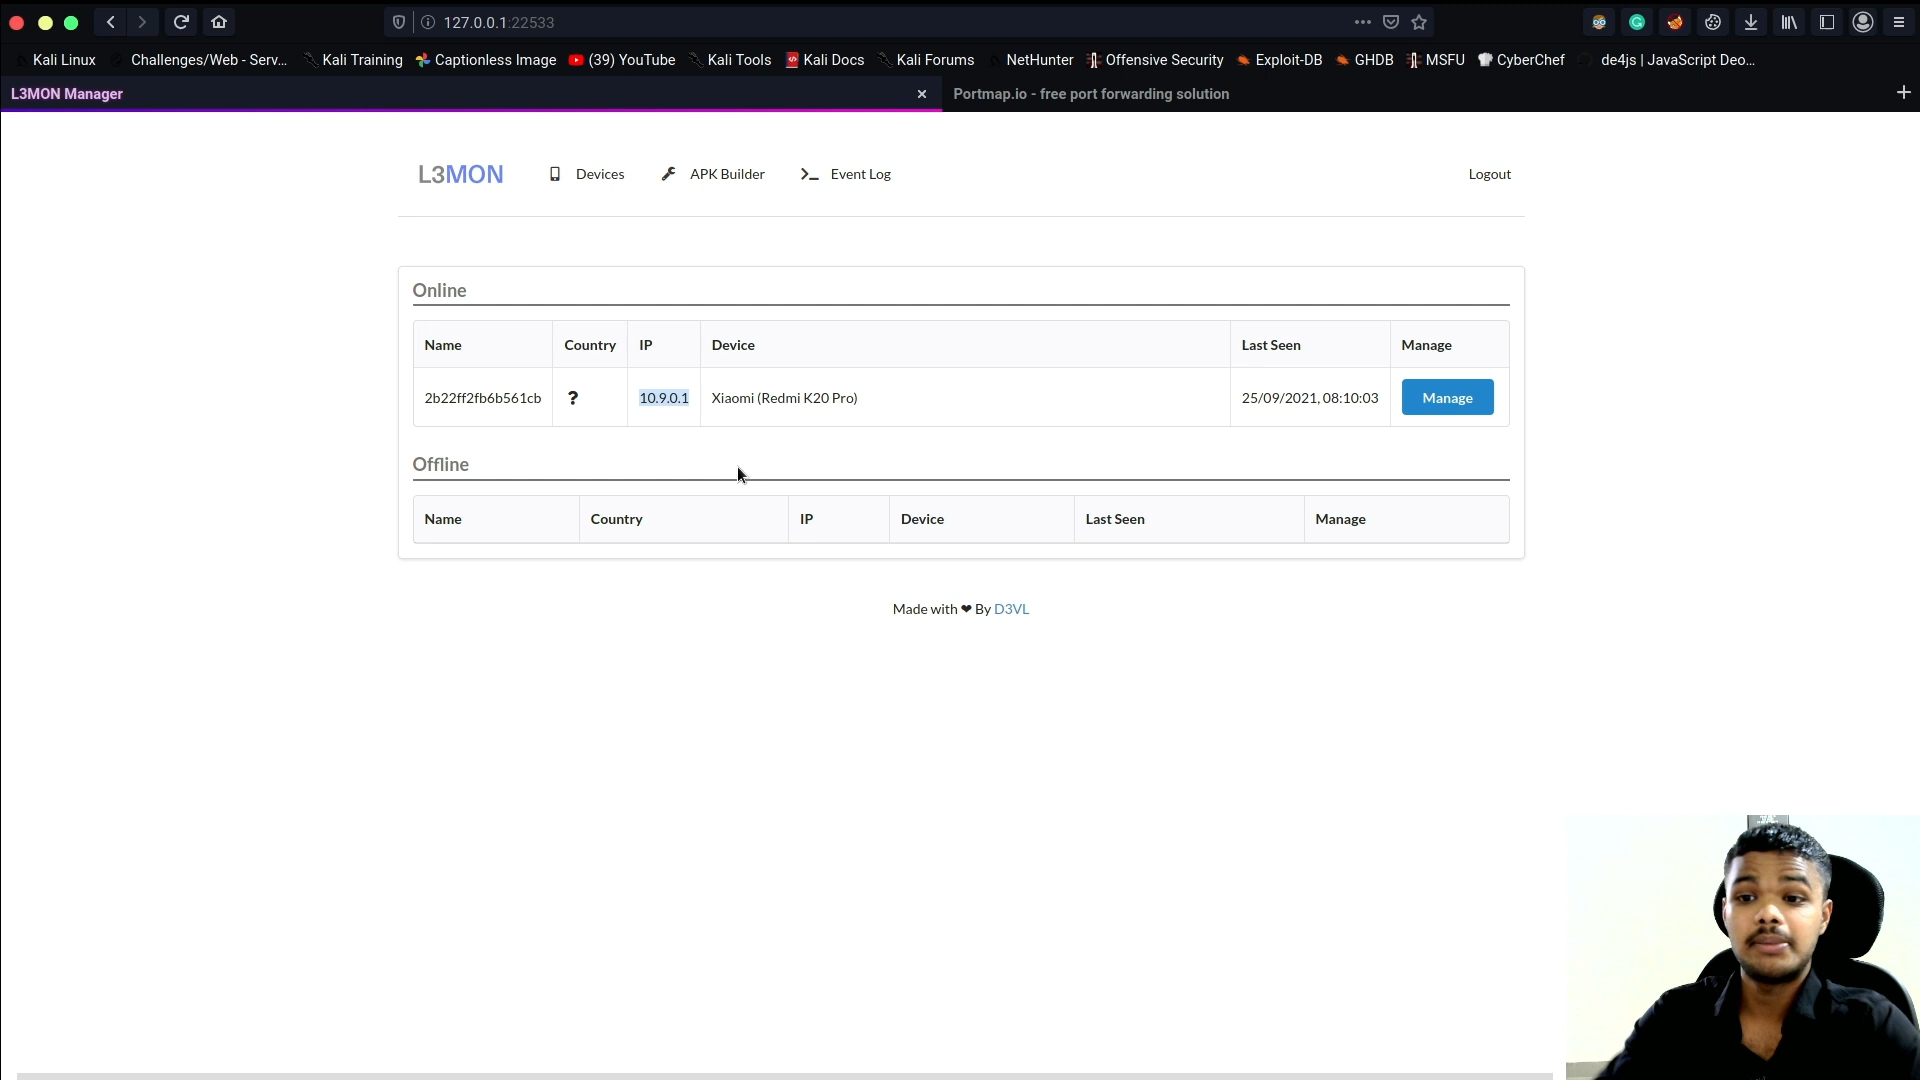 127.0.0.1:22533
Kali Linux Challenges/Web - Serv... Kali Training Captionless Image (39) YouTube Kali Tools Kali Docs Kali Forums NetHunter Offensive Security Exploit-DB GHDB MSFU CyberChef de4js | JavaScript Deo...
L3MON Manager Portmap.io - free port forwarding solution
L3MON Devices APK Builder Event Log Logout
Online
Name Country IP Device Last Seen Manage
2b22ff2fb6b561cb ? 10.9.0.1 Xiaomi (Redmi K20 Pro) 25/09/2021, 08:10:03 Manage
Offline
Name Country IP Device Last Seen Manage
Made with ❤ By D3VL